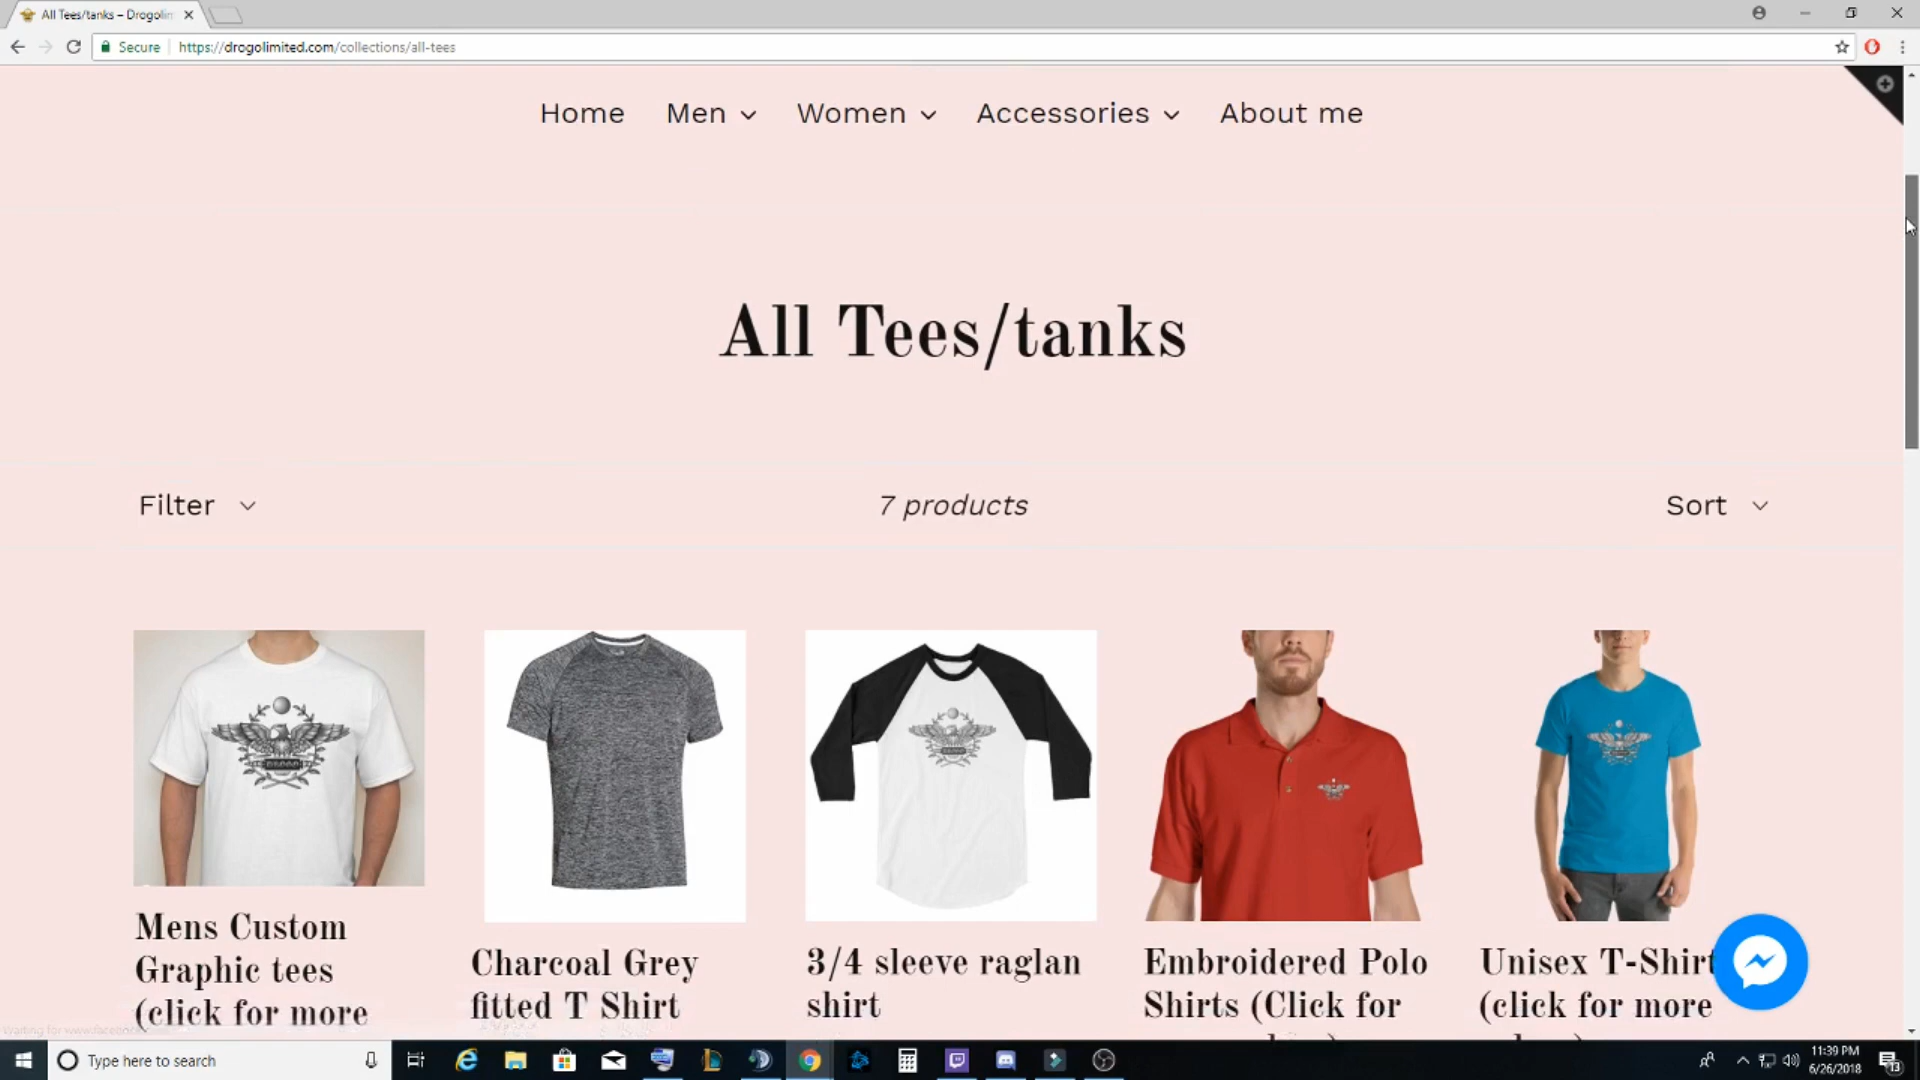 All Tees/tanks – Drogolim
Secure https://drogolimited.com/collections/all-tees
Home Men Women Accessories About me
All Tees/tanks
Filter 7 products Sort
Mens Custom
Graphic tees
(click for more
Charcoal Grey
fitted T Shirt
3/4 sleeve raglan
shirt
Embroidered Polo
Shirts (Click for
Unisex T-Shirt
(click for more
Type here to search
11:39 PM
6/26/2018
13